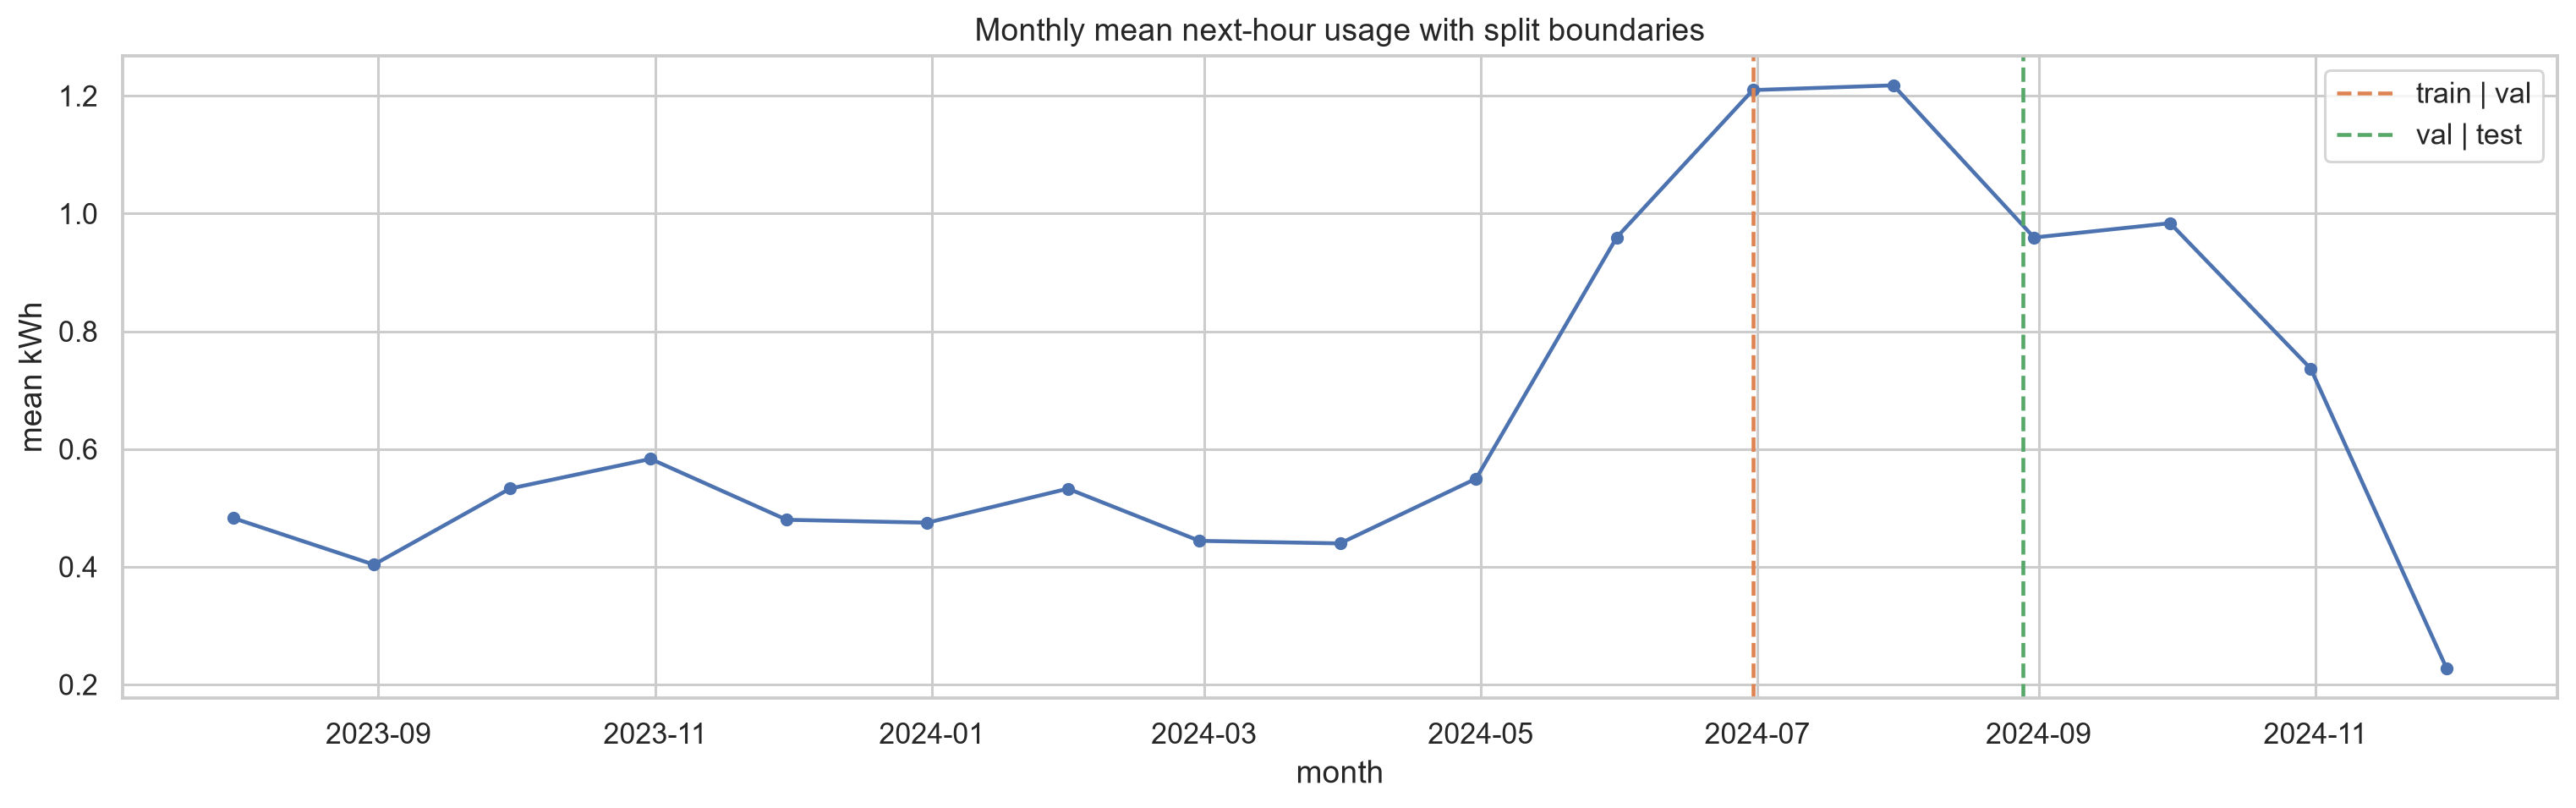 Monthly mean next-hour usage with split boundaries
train | val
val | test
mean kWh
1.2
1.0
0.8
0.6
0.4
0.2
2023-09
2023-11
2024-01
2024-03
2024-05
2024-07
2024-09
2024-11
month